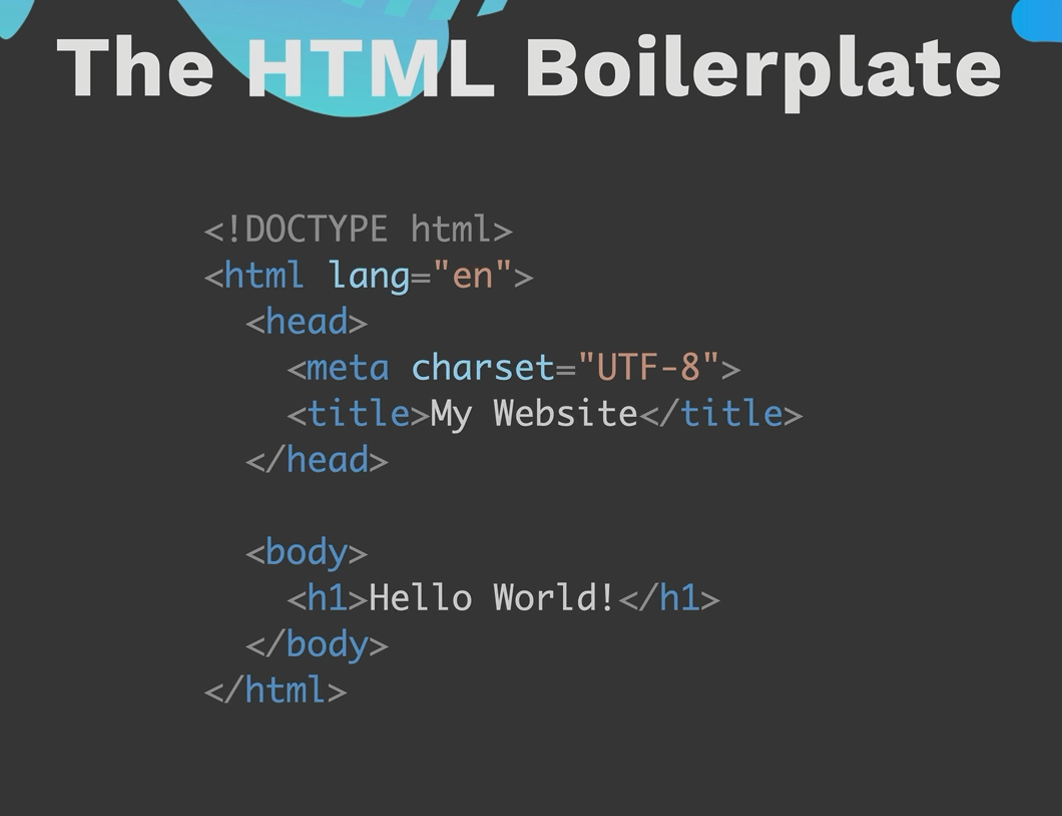 The HTML Boilerplate
<!DOCTYPE html>
<html lang="en">
<head>
<meta charset="UTF-8">
<title>My Website</title>
</head>
<body>
<h1>Hello World!</h1>
</body>
</html>